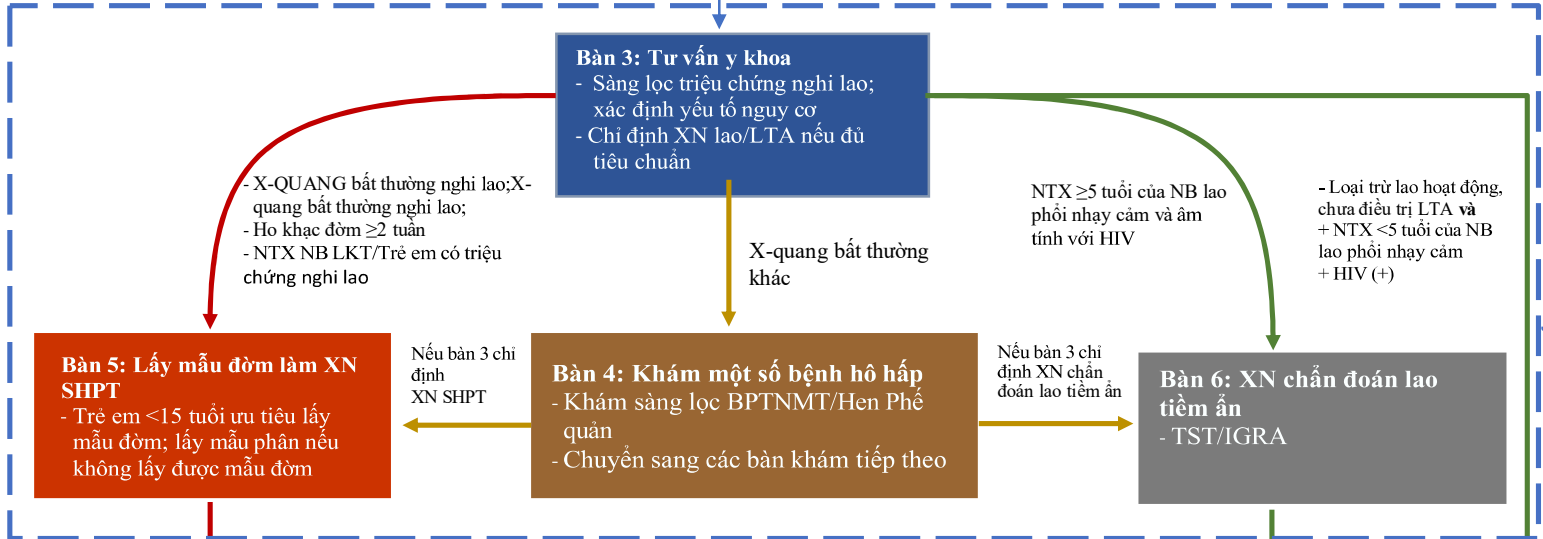 Bàn 3: Tư vấn y khoa
- Sàng lọc triệu chứng nghi lao;
xác định yếu tố nguy cơ
- Chỉ định XN lao/LTA nếu đủ
tiêu chuẩn
- X-QUANG bất thường nghi lao;X-
quang bất thường nghi lao;
- Ho khạc đờm ≥2 tuần
- NTX NB LKT/Trẻ em có triệu
chứng nghi lao
X-quang bất thường
khác
NTX ≥5 tuổi của NB lao
phổi nhạy cảm và âm
tính với HIV
- Loại trừ lao hoạt động,
chưa điều trị LTA và
+ NTX <5 tuổi của NB
lao phổi nhạy cảm
+ HIV (+)
Bàn 5: Lấy mẫu đờm làm XN
SHPT
- Trẻ em <15 tuổi ưu tiêu lấy
mẫu đờm; lấy mẫu phân nếu
không lấy được mẫu đờm
Nếu bàn 3 chỉ
định
XN SHPT
Bàn 4: Khám một số bệnh hô hấp
- Khám sàng lọc BPTNMT/Hen Phế
quản
- Chuyển sang các bàn khám tiếp theo
Nếu bàn 3 chỉ
định XN chẩn
đoán lao tiềm ẩn
Bàn 6: XN chẩn đoán lao
tiềm ẩn
- TST/IGRA